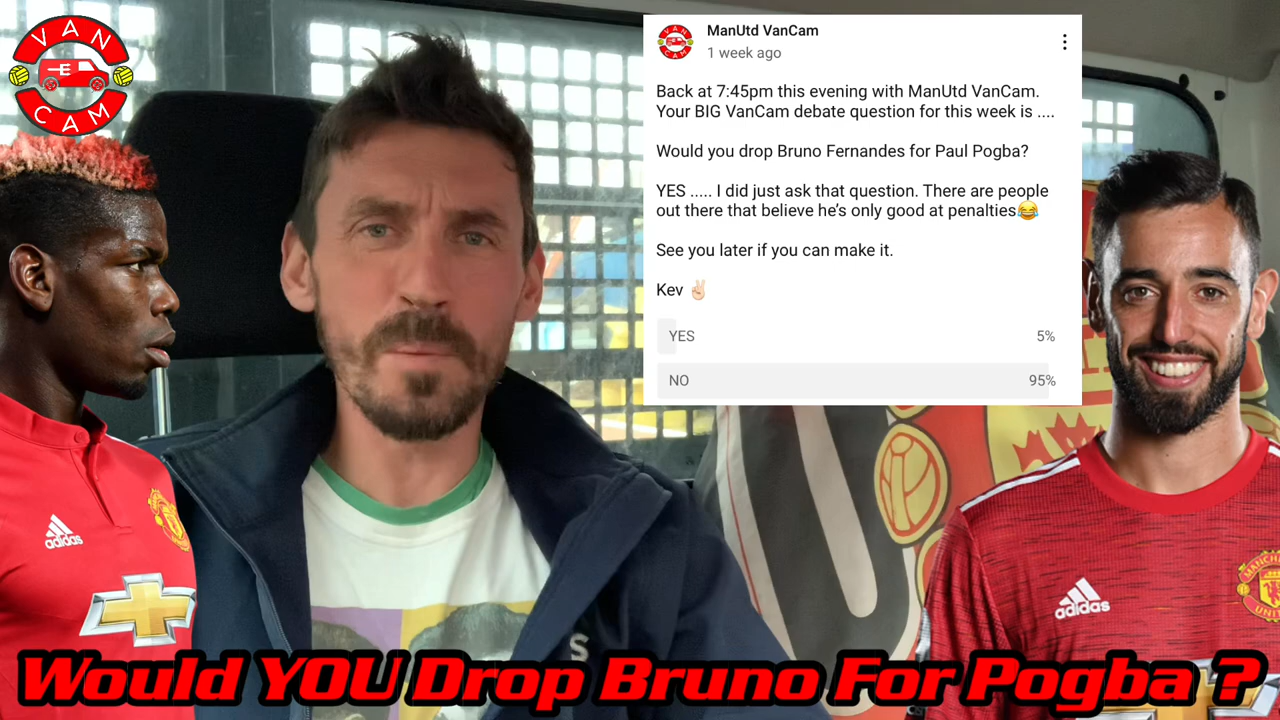 VAN
E
CAM
ManUtd VanCam
1 week ago
Back at 7:45pm this evening with ManUtd VanCam.
Your BIG VanCam debate question for this week is ....
Would you drop Bruno Fernandes for Paul Pogba?
YES ..... I did just ask that question. There are people
out there that believe he's only good at penalties😂
See you later if you can make it.
Kev ✌🏻
YES 5%
NO 95%
adidas
adidas
MANCHE
UNITE
U
S
Would YOU Drop Bruno For Pogba ?